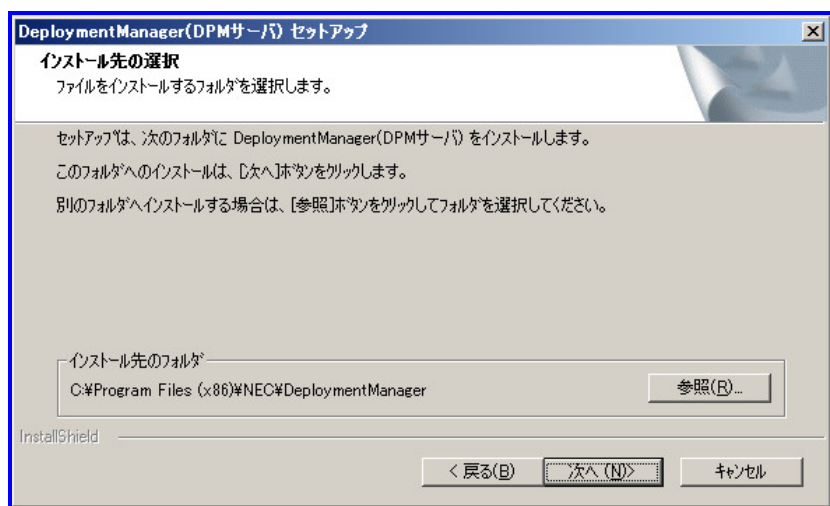 DeploymentManager(DPMサーバ) セットアップ
インストール先の選択
ファイルをインストールするフォルダを選択します。
セットアップは、次のフォルダに DeploymentManager(DPMサーバ) をインストールします。
このフォルダへのインストールは、[次へ]ボタンをクリックします。
別のフォルダへインストールする場合は、[参照]ボタンをクリックしてフォルダを選択してください。
インストール先のフォルダ
C:¥Program Files (x86)¥NEC¥DeploymentManager
参照(R)...
InstallShield
< 戻る(B) 次へ (N)> キャンセル